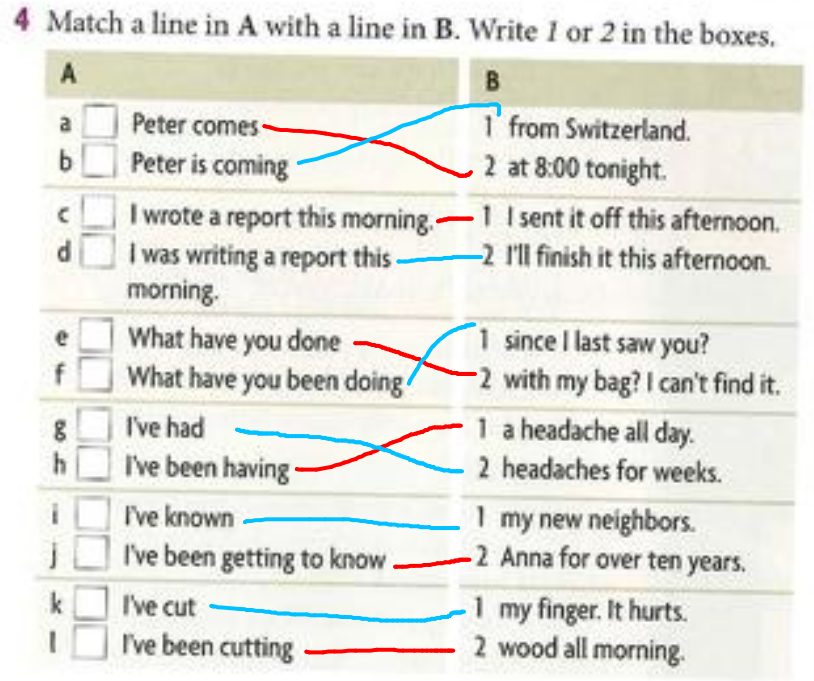 4 Match a line in A with a line in B. Write 1 or 2 in the boxes.
A B
a Peter comes 1 from Switzerland.
b Peter is coming 2 at 8:00 tonight.
c I wrote a report this morning. 1 I sent it off this afternoon.
d I was writing a report this 2 I'll finish it this afternoon.
morning.
e What have you done 1 since I last saw you?
f What have you been doing 2 with my bag? I can't find it.
g I've had 1 a headache all day.
h I've been having 2 headaches for weeks.
i I've known 1 my new neighbors.
j I've been getting to know 2 Anna for over ten years.
k I've cut 1 my finger. It hurts.
l I've been cutting 2 wood all morning.